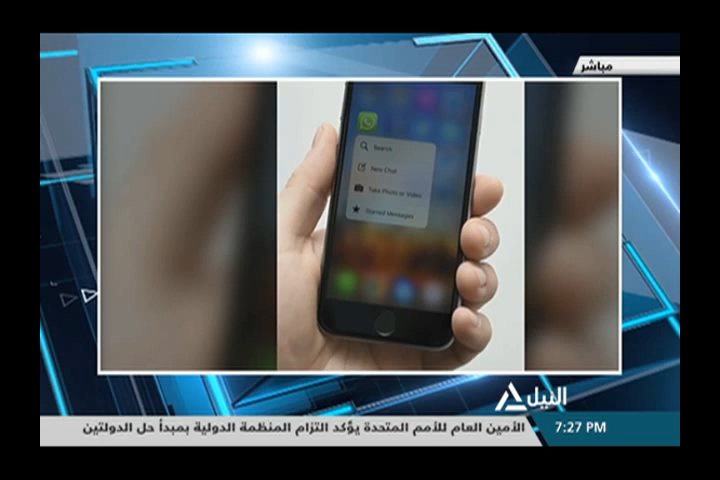 مباشر
Search
New Chat
Take Photo or Video
Starred Messages
النيل
الأمين العام للأمم المتحدة يؤكد التزام المنظمة الدولية بمبدأ حل الدولتين
7:27 PM